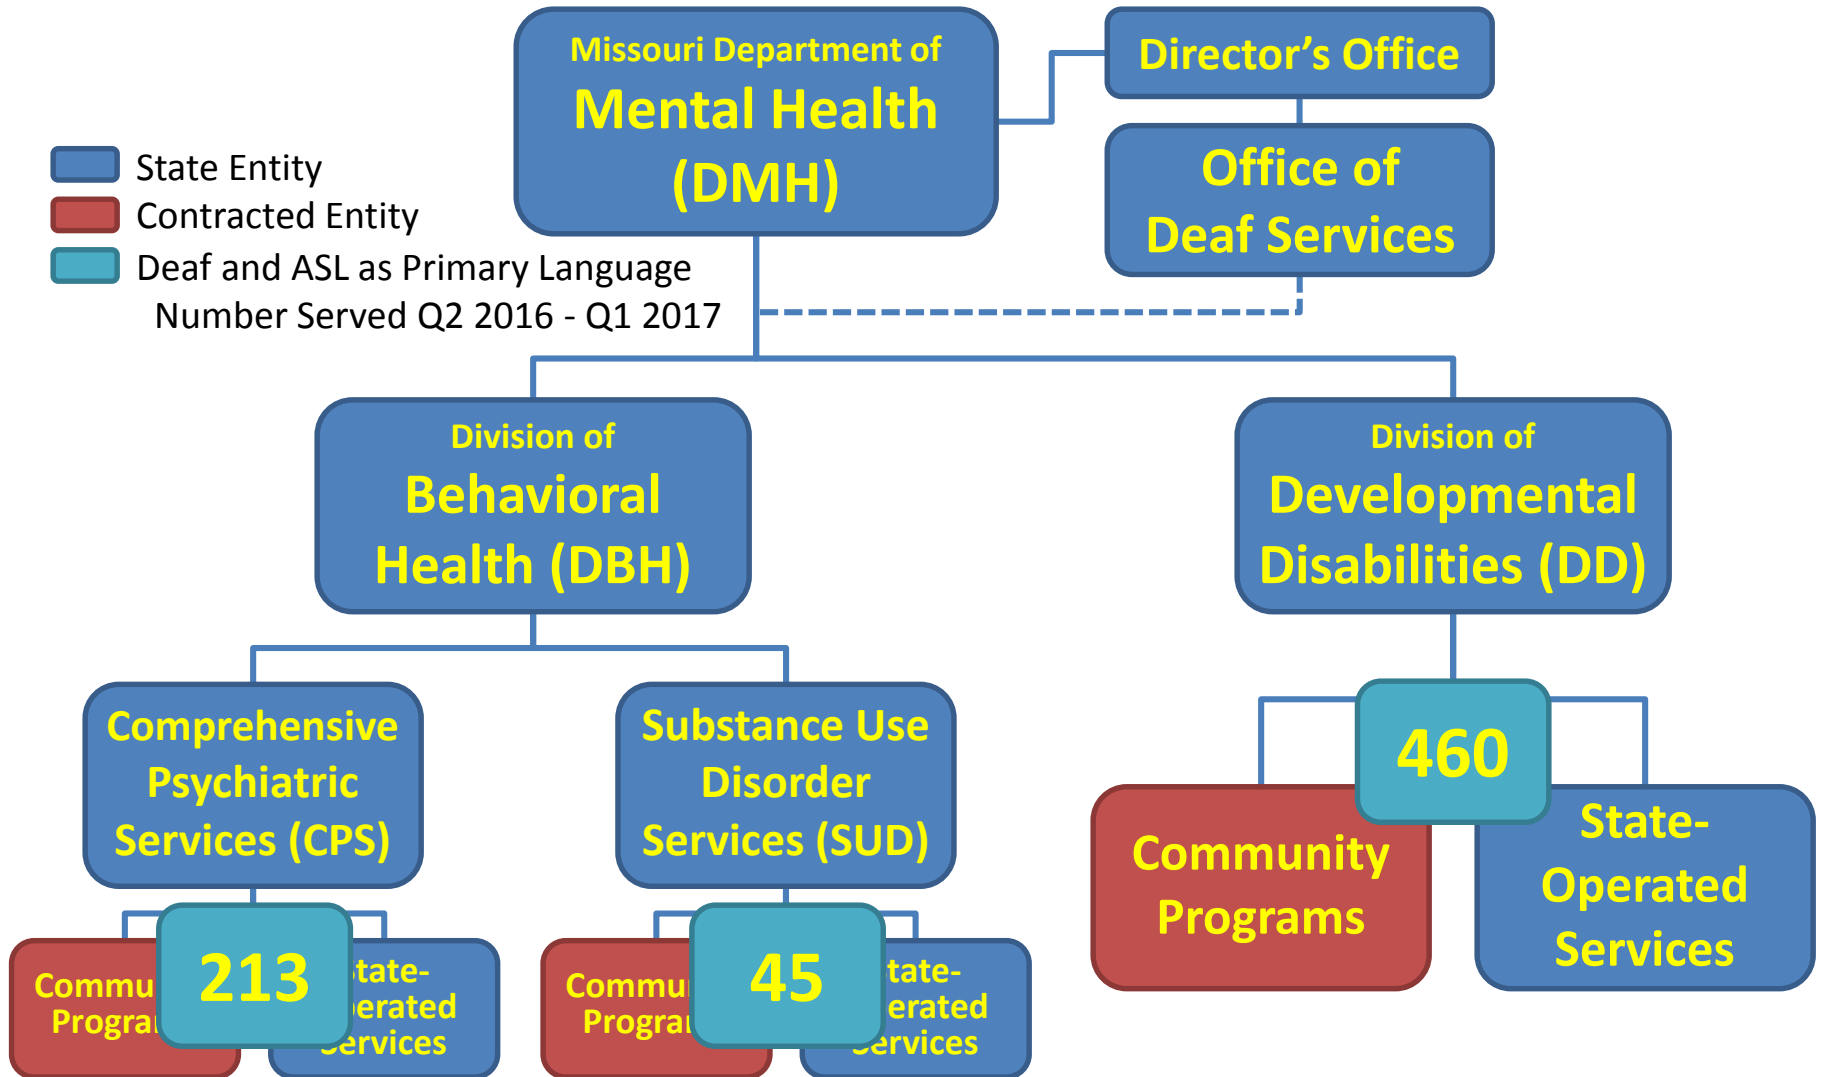 Missouri Department of
Mental Health
(DMH)
Director's Office
Office of
Deaf Services
State Entity
Contracted Entity
Deaf and ASL as Primary Language
Number Served Q2 2016 - Q1 2017
Division of
Behavioral
Health (DBH)
Division of
Developmental
Disabilities (DD)
Comprehensive
Psychiatric
Services (CPS)
Substance Use
Disorder
Services (SUD)
460
Community
Programs
State-
Operated
Services
213
45